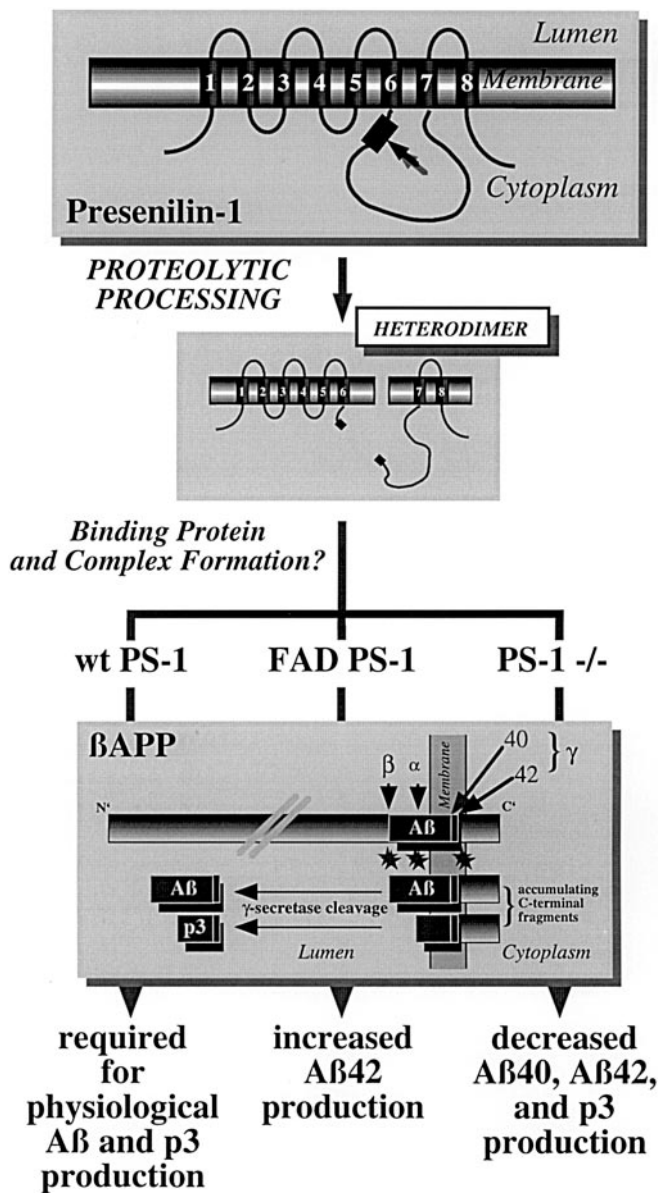 Lumen
1 2 3 4 5 6 7 8 Membrane
Cytoplasm
Presenilin-1
PROTEOLYTIC
PROCESSING
HETERODIMER
1 2 3 4 5 6 7 8
Binding Protein
and Complex Formation?
wt PS-1 FAD PS-1 PS-1 -/-
ßAPP
β α Membrane 40 } γ
42
N' Aß C'
Aß Aß
γ-secretase cleavage
p3
accumulating
C-terminal
fragments
Lumen Cytoplasm
required
for
physiological
Aß and p3
production
increased
Aß42
production
decreased
Aß40, Aß42,
and p3
production